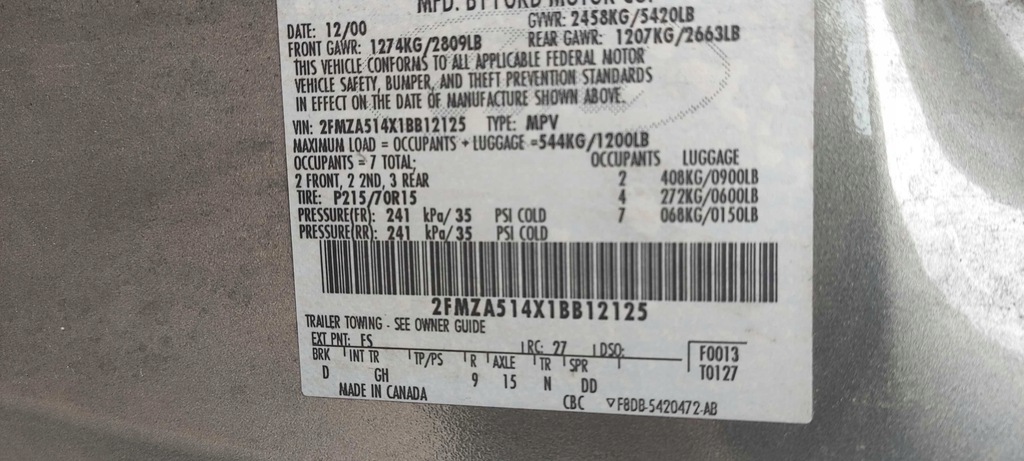 MFD. BY FORD MOTOR CO.
DATE: 12/00 GVWR: 2458KG/5420LB
FRONT GAWR: 1274KG/2809LB REAR GAWR: 1207KG/2663LB
THIS VEHICLE CONFORMS TO ALL APPLICABLE FEDERAL MOTOR
VEHICLE SAFETY, BUMPER, AND THEFT PREVENTION STANDARDS
IN EFFECT ON THE DATE OF MANUFACTURE SHOWN ABOVE.
VIN: 2FMZA514X1BB12125 TYPE: MPV
MAXIMUM LOAD = OCCUPANTS + LUGGAGE =544KG/1200LB
OCCUPANTS = 7 TOTAL: OCCUPANTS LUGGAGE
2 FRONT, 2 2ND, 3 REAR 2 408KG/0900LB
TIRE: P215/70R15 4 272KG/0600LB
PRESSURE(FR): 241 kPa/35 PSI COLD 7 068KG/0150LB
PRESSURE(RR): 241 kPa/35 PSI COLD
2FMZA514X1BB12125
TRAILER TOWING - SEE OWNER GUIDE
EXT PNT: FS RC: 27 DSO: F0013
BRK INT TR TP/PS R AXLE TR SPR T0127
D GH 9 15 N DD
MADE IN CANADA CBC F8DB-5420472-AB